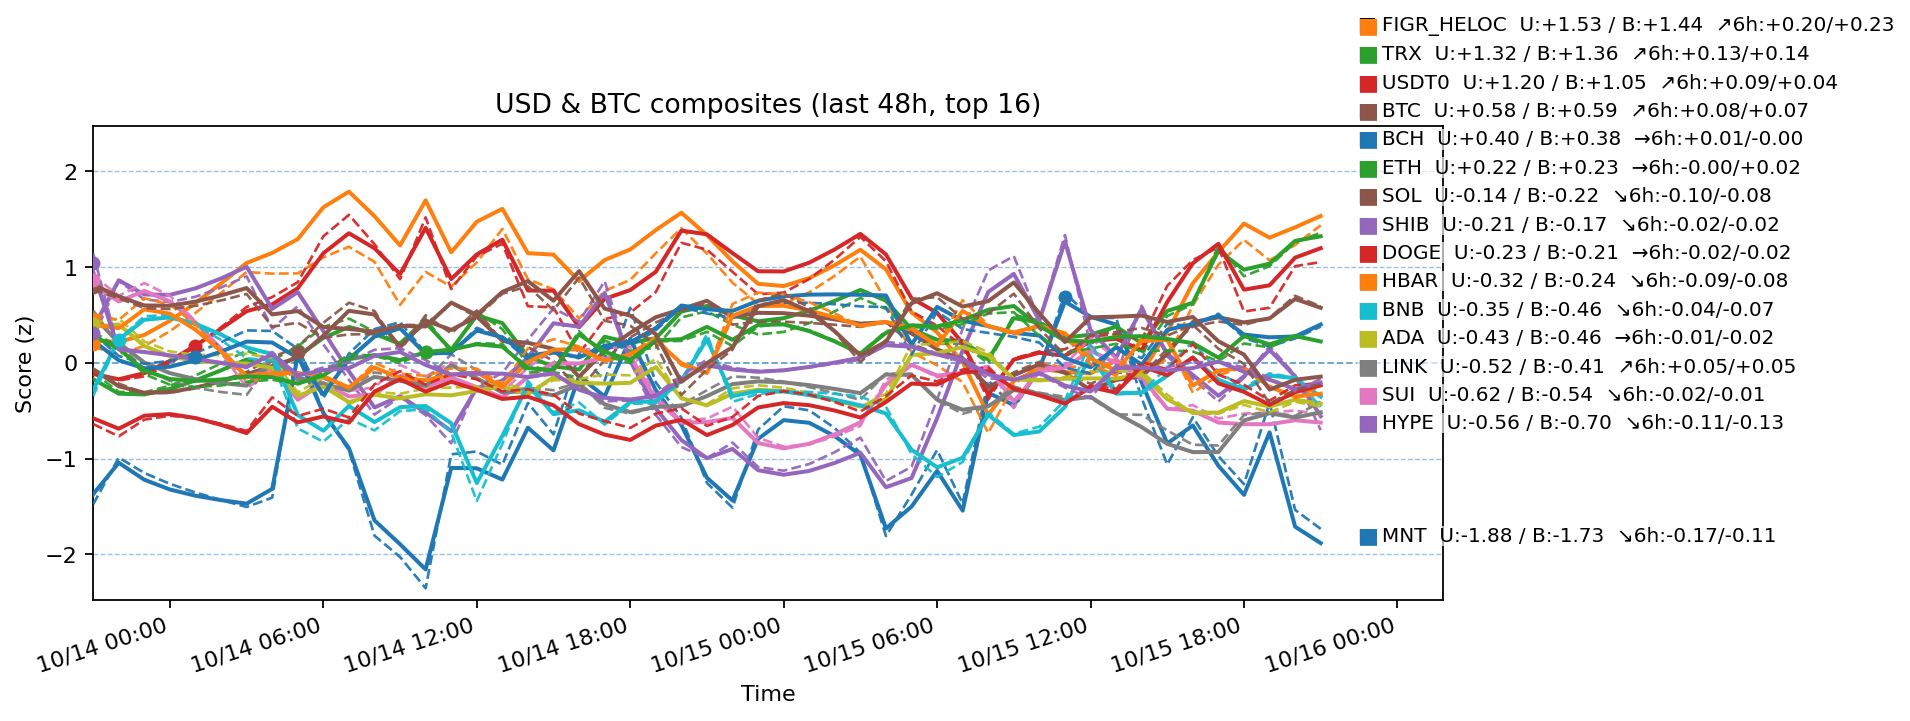 FIGR_HELOC U:+1.53 / B:+1.44 ↗6h:+0.20/+0.23
TRX U:+1.32 / B:+1.36 ↗6h:+0.13/+0.14
USDT0 U:+1.20 / B:+1.05 ↗6h:+0.09/+0.04
USD & BTC composites (last 48h, top 16)
BTC U:+0.58 / B:+0.59 ↗6h:+0.08/+0.07
BCH U:+0.40 / B:+0.38 →6h:+0.01/-0.00
ETH U:+0.22 / B:+0.23 →6h:-0.00/+0.02
SOL U:-0.14 / B:-0.22 ↘6h:-0.10/-0.08
SHIB U:-0.21 / B:-0.17 ↘6h:-0.02/-0.02
DOGE U:-0.23 / B:-0.21 →6h:-0.02/-0.02
HBAR U:-0.32 / B:-0.24 ↘6h:-0.09/-0.08
BNB U:-0.35 / B:-0.46 ↘6h:-0.04/-0.07
ADA U:-0.43 / B:-0.46 →6h:-0.01/-0.02
LINK U:-0.52 / B:-0.41 ↗6h:+0.05/+0.05
SUI U:-0.62 / B:-0.54 ↘6h:-0.02/-0.01
HYPE U:-0.56 / B:-0.70 ↘6h:-0.11/-0.13
MNT U:-1.88 / B:-1.73 ↘6h:-0.17/-0.11
Score (z)
2
1
0
−1
−2
10/14 00:00
10/14 06:00
10/14 12:00
10/14 18:00
10/15 00:00
10/15 06:00
10/15 12:00
10/15 18:00
10/16 00:00
Time